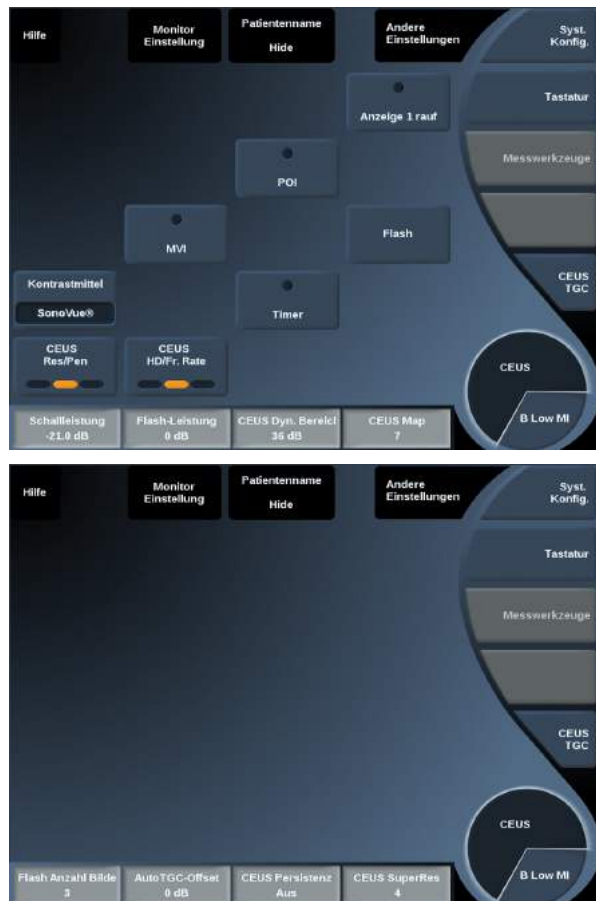 Hilfe
Monitor
Einstellung
Patientenname
Hide
Andere
Einstellungen
Syst.
Konfig.
Anzeige 1 rauf
Tastatur
POI
Messwerkzeuge
MVI
Flash
Kontrastmittel
SonoVue®
Timer
CEUS
TGC
CEUS
Res/Pen
CEUS
HD/Fr. Rate
CEUS
B Low MI
Schallleistung
-21.0 dB
Flash-Leistung
0 dB
CEUS Dyn. Bereicl
36 dB
CEUS Map
7
Hilfe
Monitor
Einstellung
Patientenname
Hide
Andere
Einstellungen
Syst.
Konfig.
Tastatur
Messwerkzeuge
CEUS
TGC
CEUS
B Low MI
Flash Anzahl Bilde
3
AutoTGC-Offset
0 dB
CEUS Persistenz
Aus
CEUS SuperRes
4